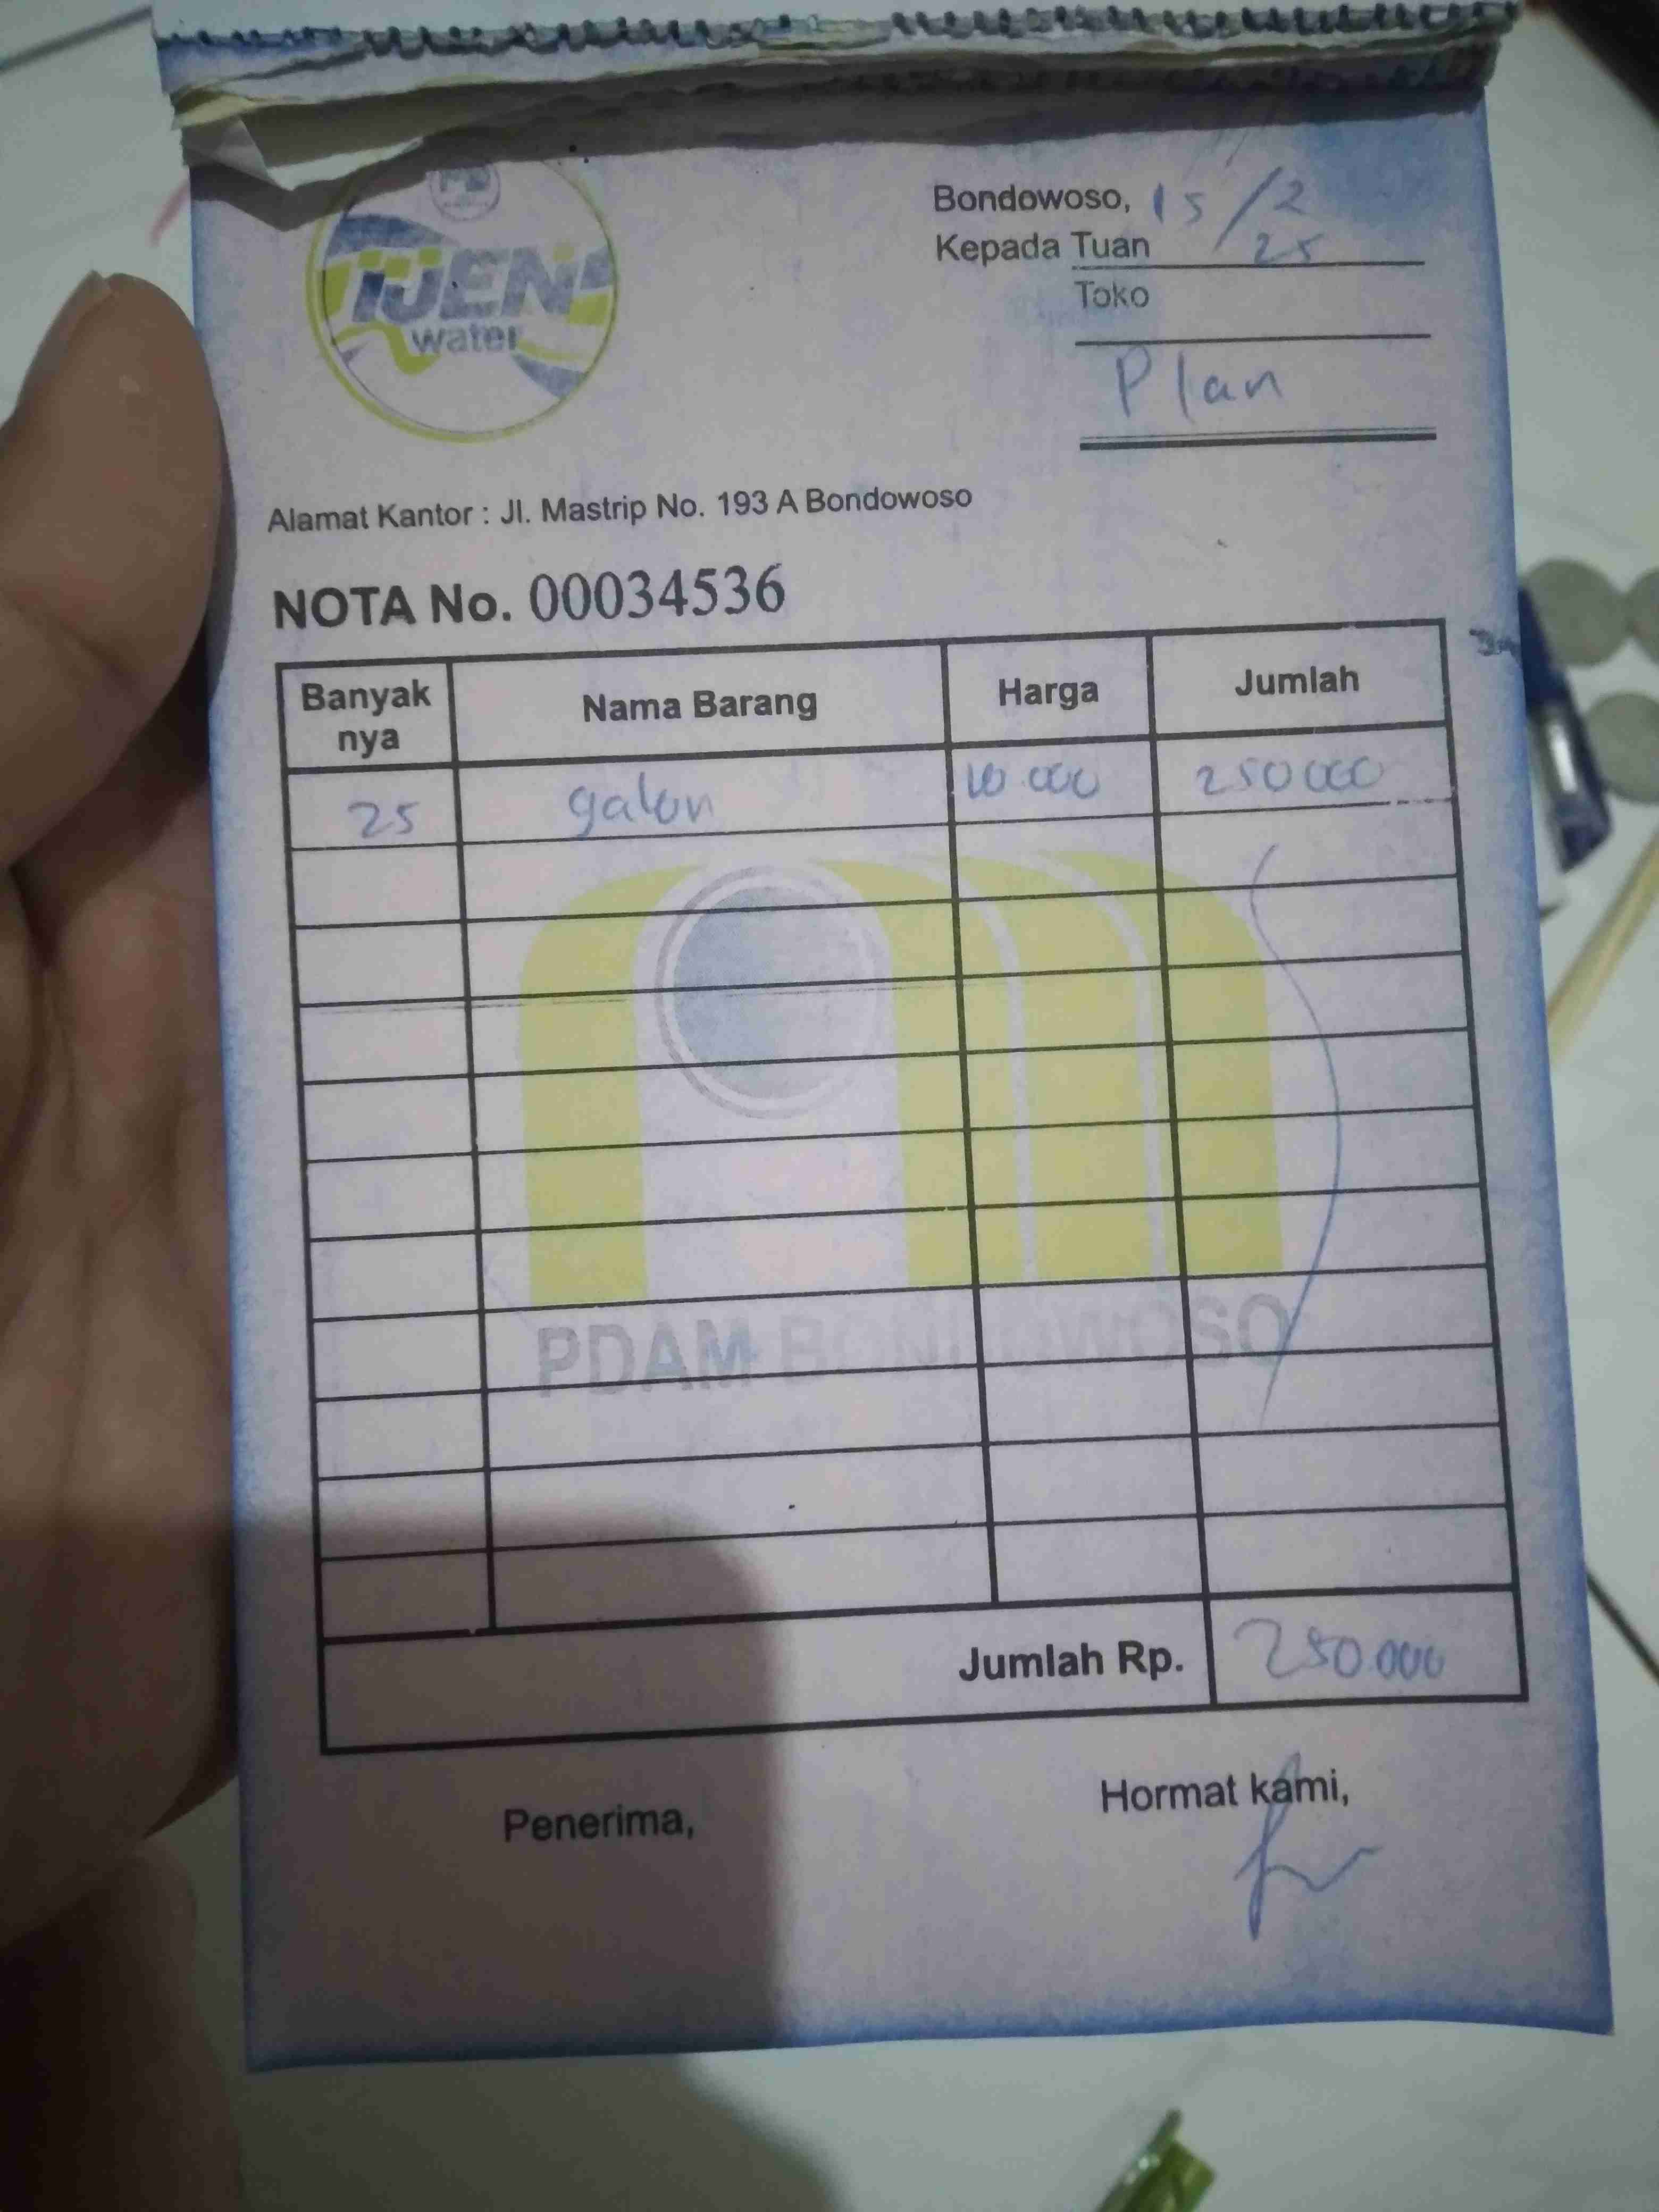 IJEN
water
Bondowoso, 15/2
Kepada Tuan 25
Toko
Plan
Alamat Kantor : Jl. Mastrip No. 193 A Bondowoso
NOTA No. 00034536
Banyak nya Nama Barang Harga Jumlah
25 galon 10.000 250000
PDAM BONDOWOSO
Jumlah Rp. 250.000
Penerima, Hormat kami,